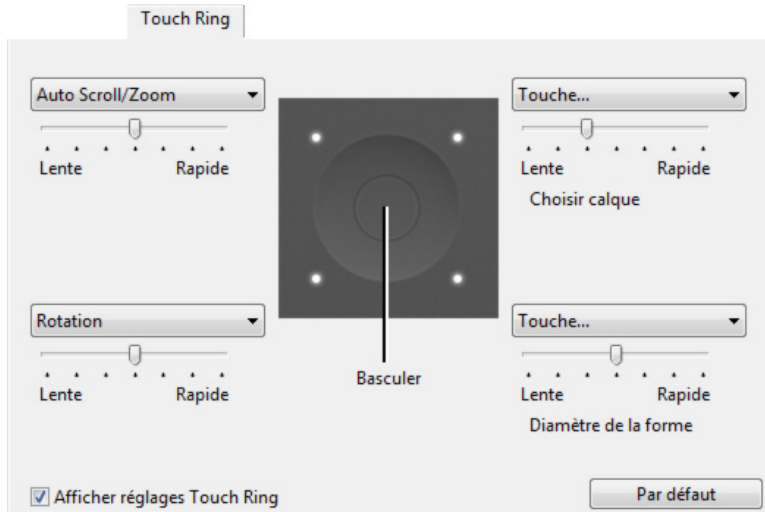 Touch Ring
Auto Scroll/Zoom
Touche...
Lente Rapide
Lente Rapide
Choisir calque
Rotation
Touche...
Lente Rapide
Basculer
Lente Rapide
Diamètre de la forme
Afficher réglages Touch Ring
Par défaut